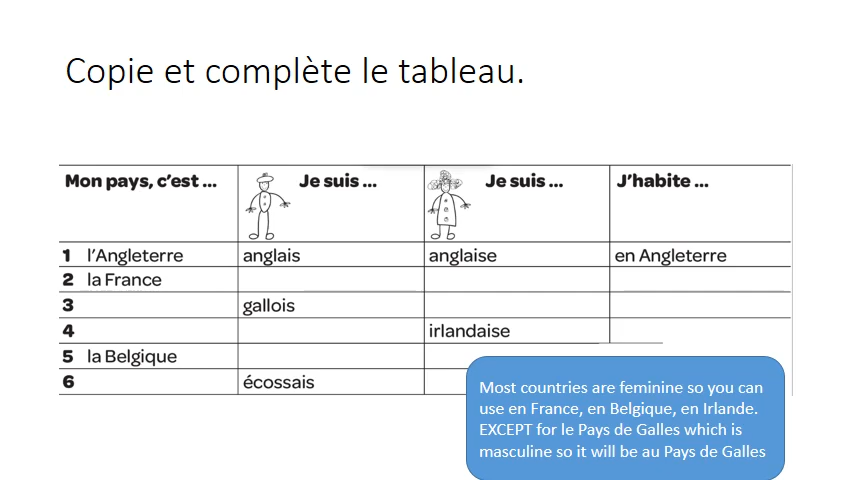 Copie et complète le tableau.
Mon pays, c'est ... Je suis ... Je suis ... J'habite ...
1 l'Angleterre anglais anglaise en Angleterre
2 la France
3 gallois
4 irlandaise
5 la Belgique
6 écossais
Most countries are feminine so you can
use en France, en Belgique, en Irlande.
EXCEPT for le Pays de Galles which is
masculine so it will be au Pays de Galles